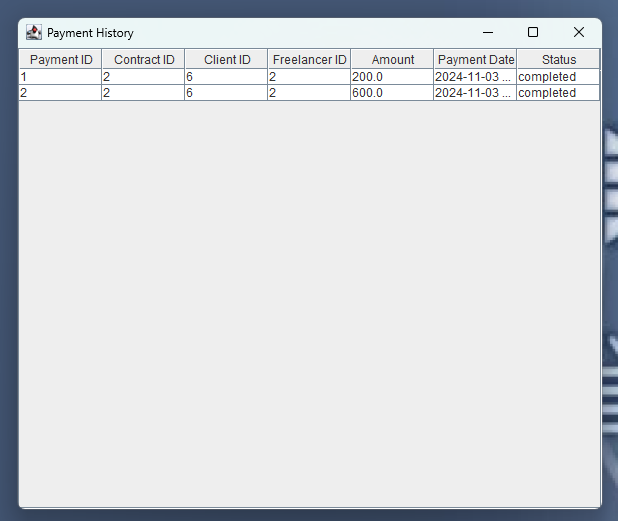 Payment History
Payment ID Contract ID Client ID Freelancer ID Amount Payment Date Status
1 2 6 2 200.0 2024-11-03 ... completed
2 2 6 2 600.0 2024-11-03 ... completed